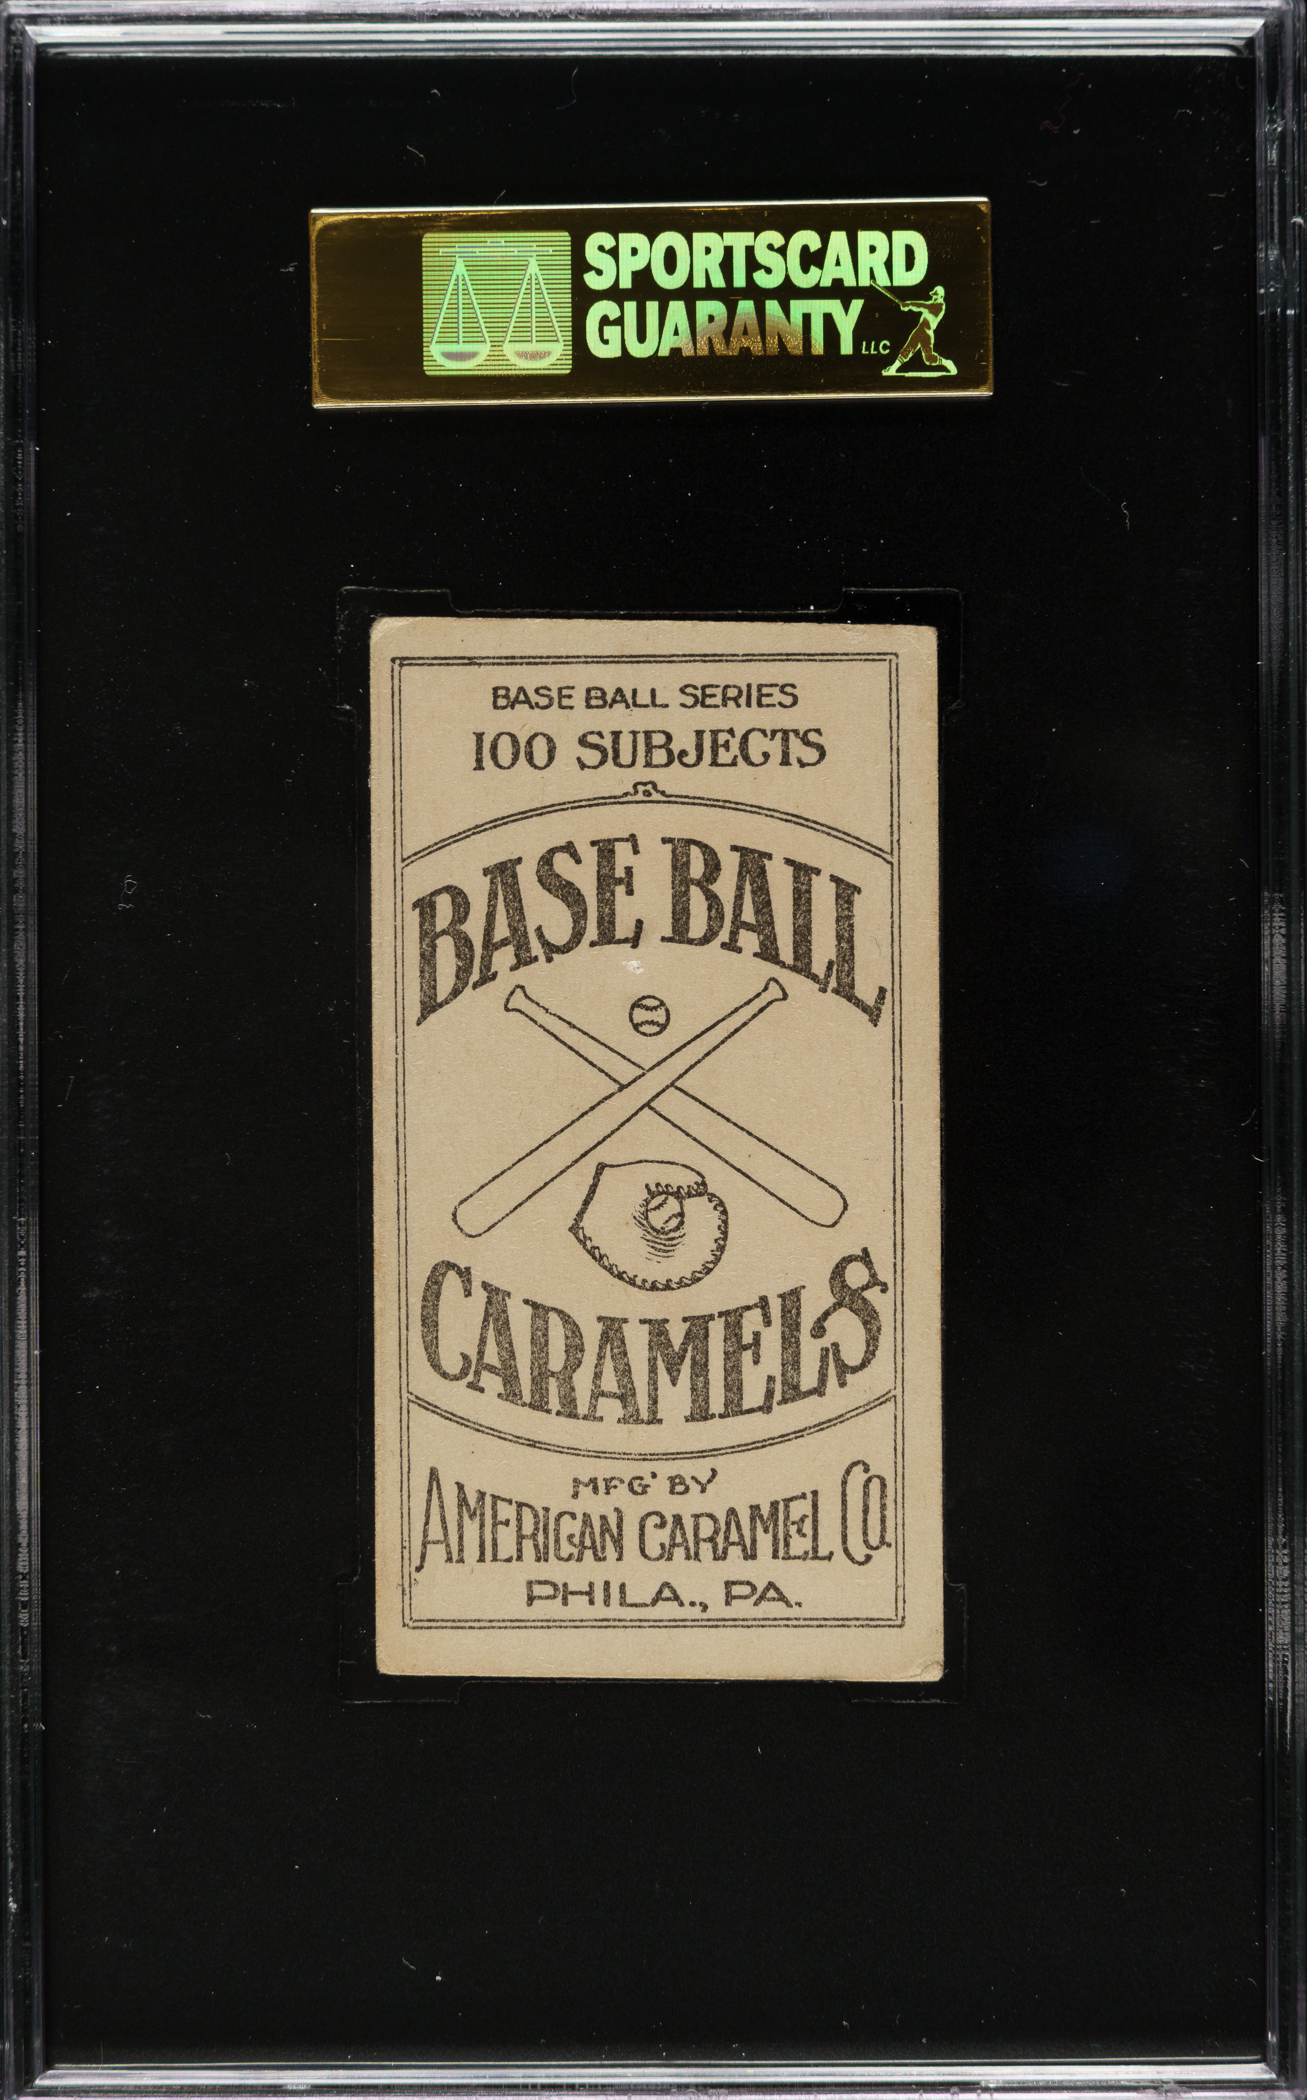 SPORTSCARD
GUARANTY LLC
BASE BALL SERIES
100 SUBJECTS
BASE BALL
CARAMELS
MFG' BY
AMERICAN CARAMEL CO
PHILA., PA.